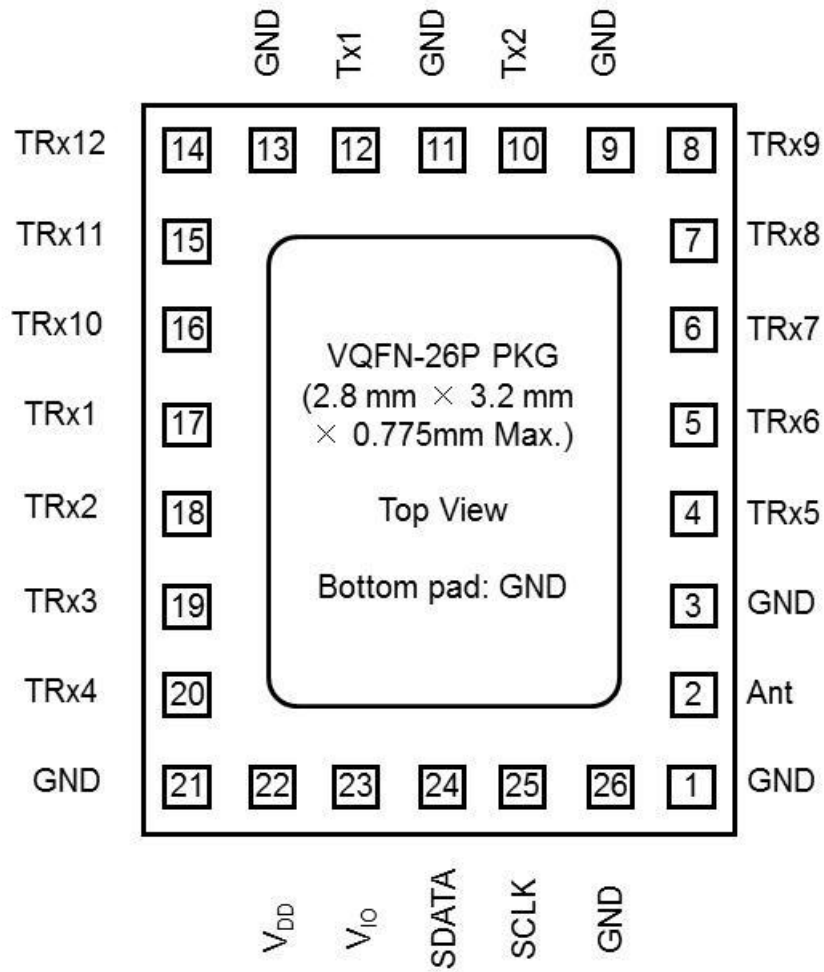 GND Tx1 GND Tx2 GND
TRx12 14 13 12 11 10 9 8 TRx9
TRx11 15 7 TRx8
TRx10 16 6 TRx7
VQFN-26P PKG
(2.8 mm × 3.2 mm
× 0.775mm Max.)
TRx1 17 5 TRx6
TRx2 18 Top View 4 TRx5
Bottom pad: GND
TRx3 19 3 GND
TRx4 20 2 Ant
GND 21 22 23 24 25 26 1 GND
VDD VIO SDATA SCLK GND